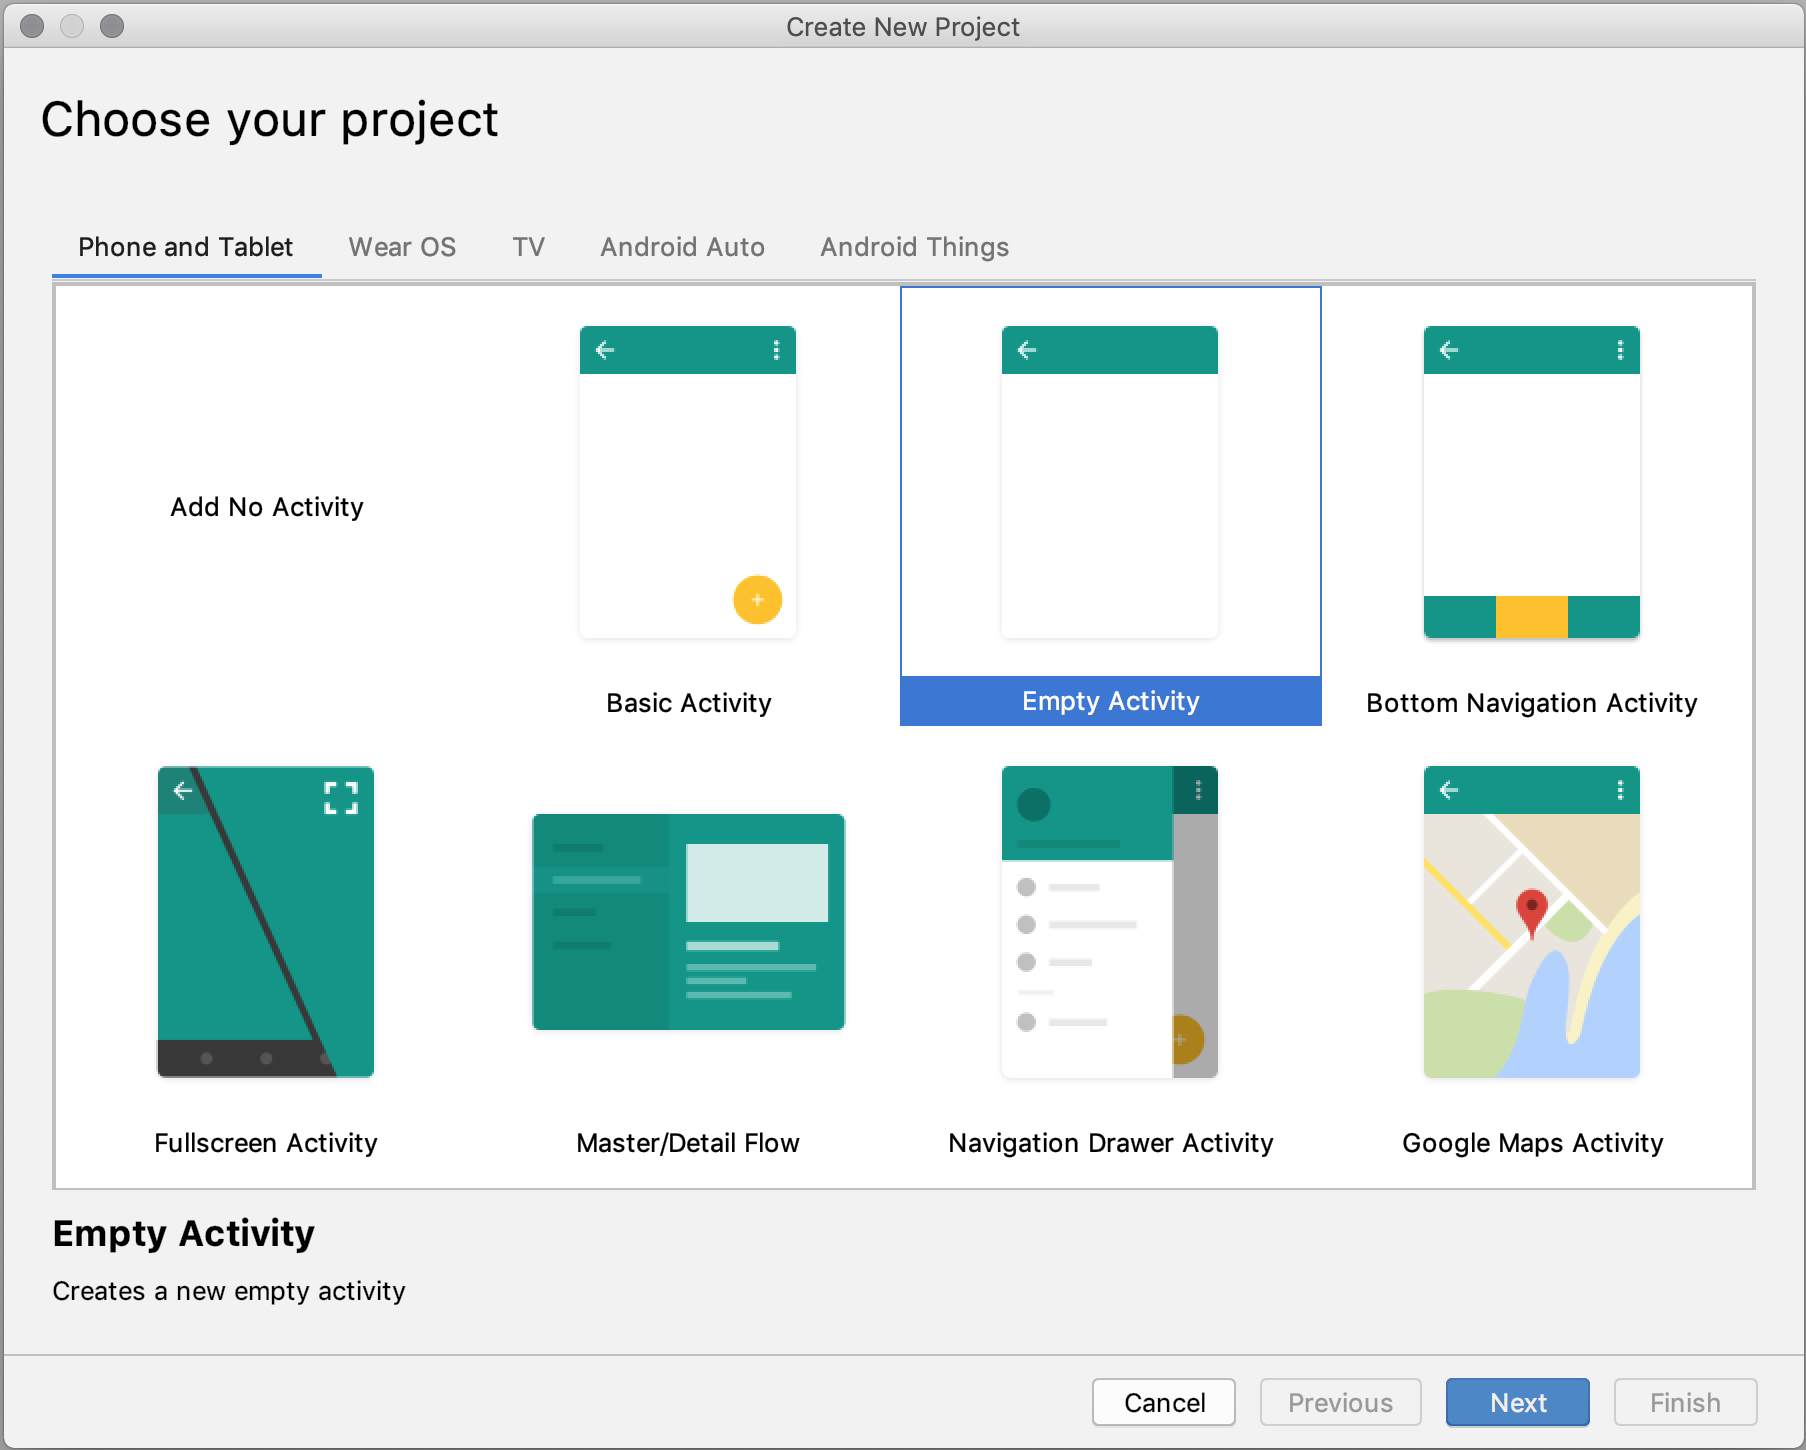 Create New Project
Choose your project
Phone and Tablet Wear OS TV Android Auto Android Things
Add No Activity
Basic Activity
Empty Activity
Bottom Navigation Activity
Fullscreen Activity
Master/Detail Flow
Navigation Drawer Activity
Google Maps Activity
Empty Activity
Creates a new empty activity
Cancel Previous Next Finish